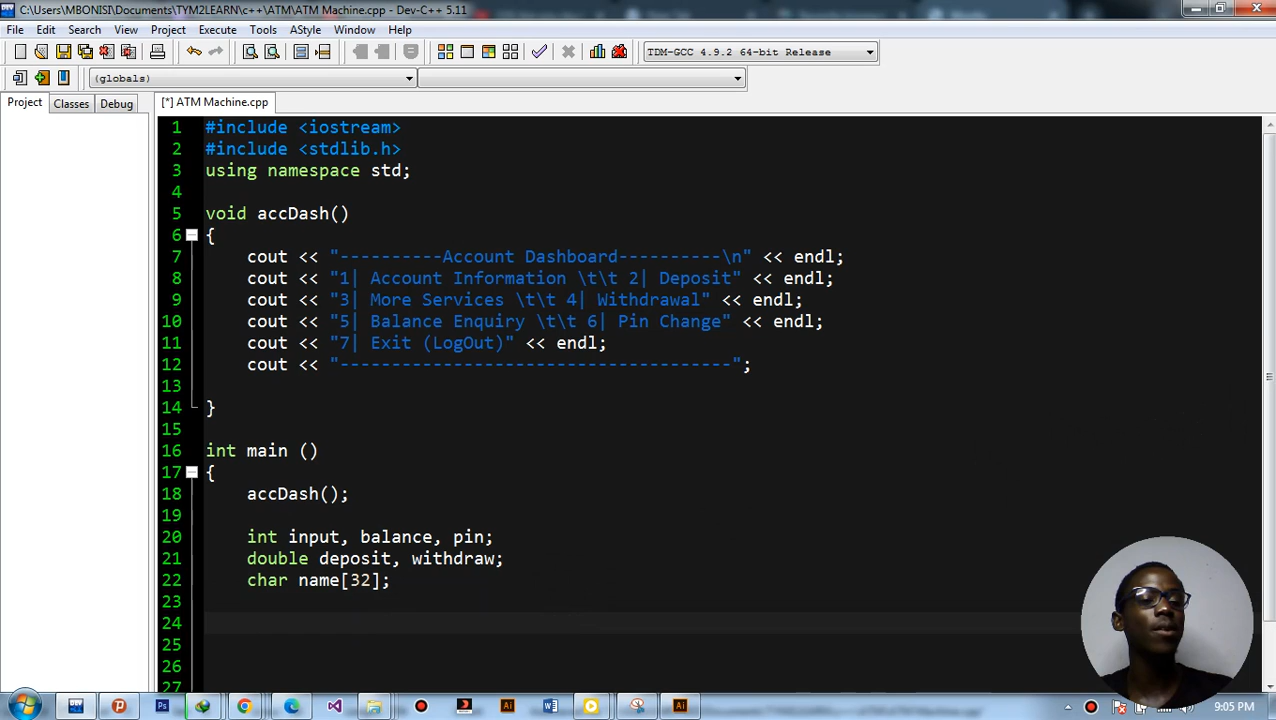 C:\Users\MBONISI\Documents\TYM2LEARN\c++\ATM\ATM Machine.cpp - Dev-C++ 5.11
File Edit Search View Project Execute Tools AStyle Window Help
TDM-GCC 4.9.2 64-bit Release
(globals)
Project Classes Debug [*] ATM Machine.cpp
1 #include <iostream>
2 #include <stdlib.h>
3 using namespace std;
4
5 void accDash()
6 {
7 cout << "----------Account Dashboard----------\n" << endl;
8 cout << "1| Account Information \t\t 2| Deposit" << endl;
9 cout << "3| More Services \t\t 4| Withdrawal" << endl;
10 cout << "5| Balance Enquiry \t\t 6| Pin Change" << endl;
11 cout << "7| Exit (LogOut)" << endl;
12 cout << "--------------------------------------";
13
14 }
15
16 int main ()
17 {
18 accDash();
19
20 int input, balance, pin;
21 double deposit, withdraw;
22 char name[32];
23
24
25
26
27
DEV Ps Ai W Ai 9:05 PM